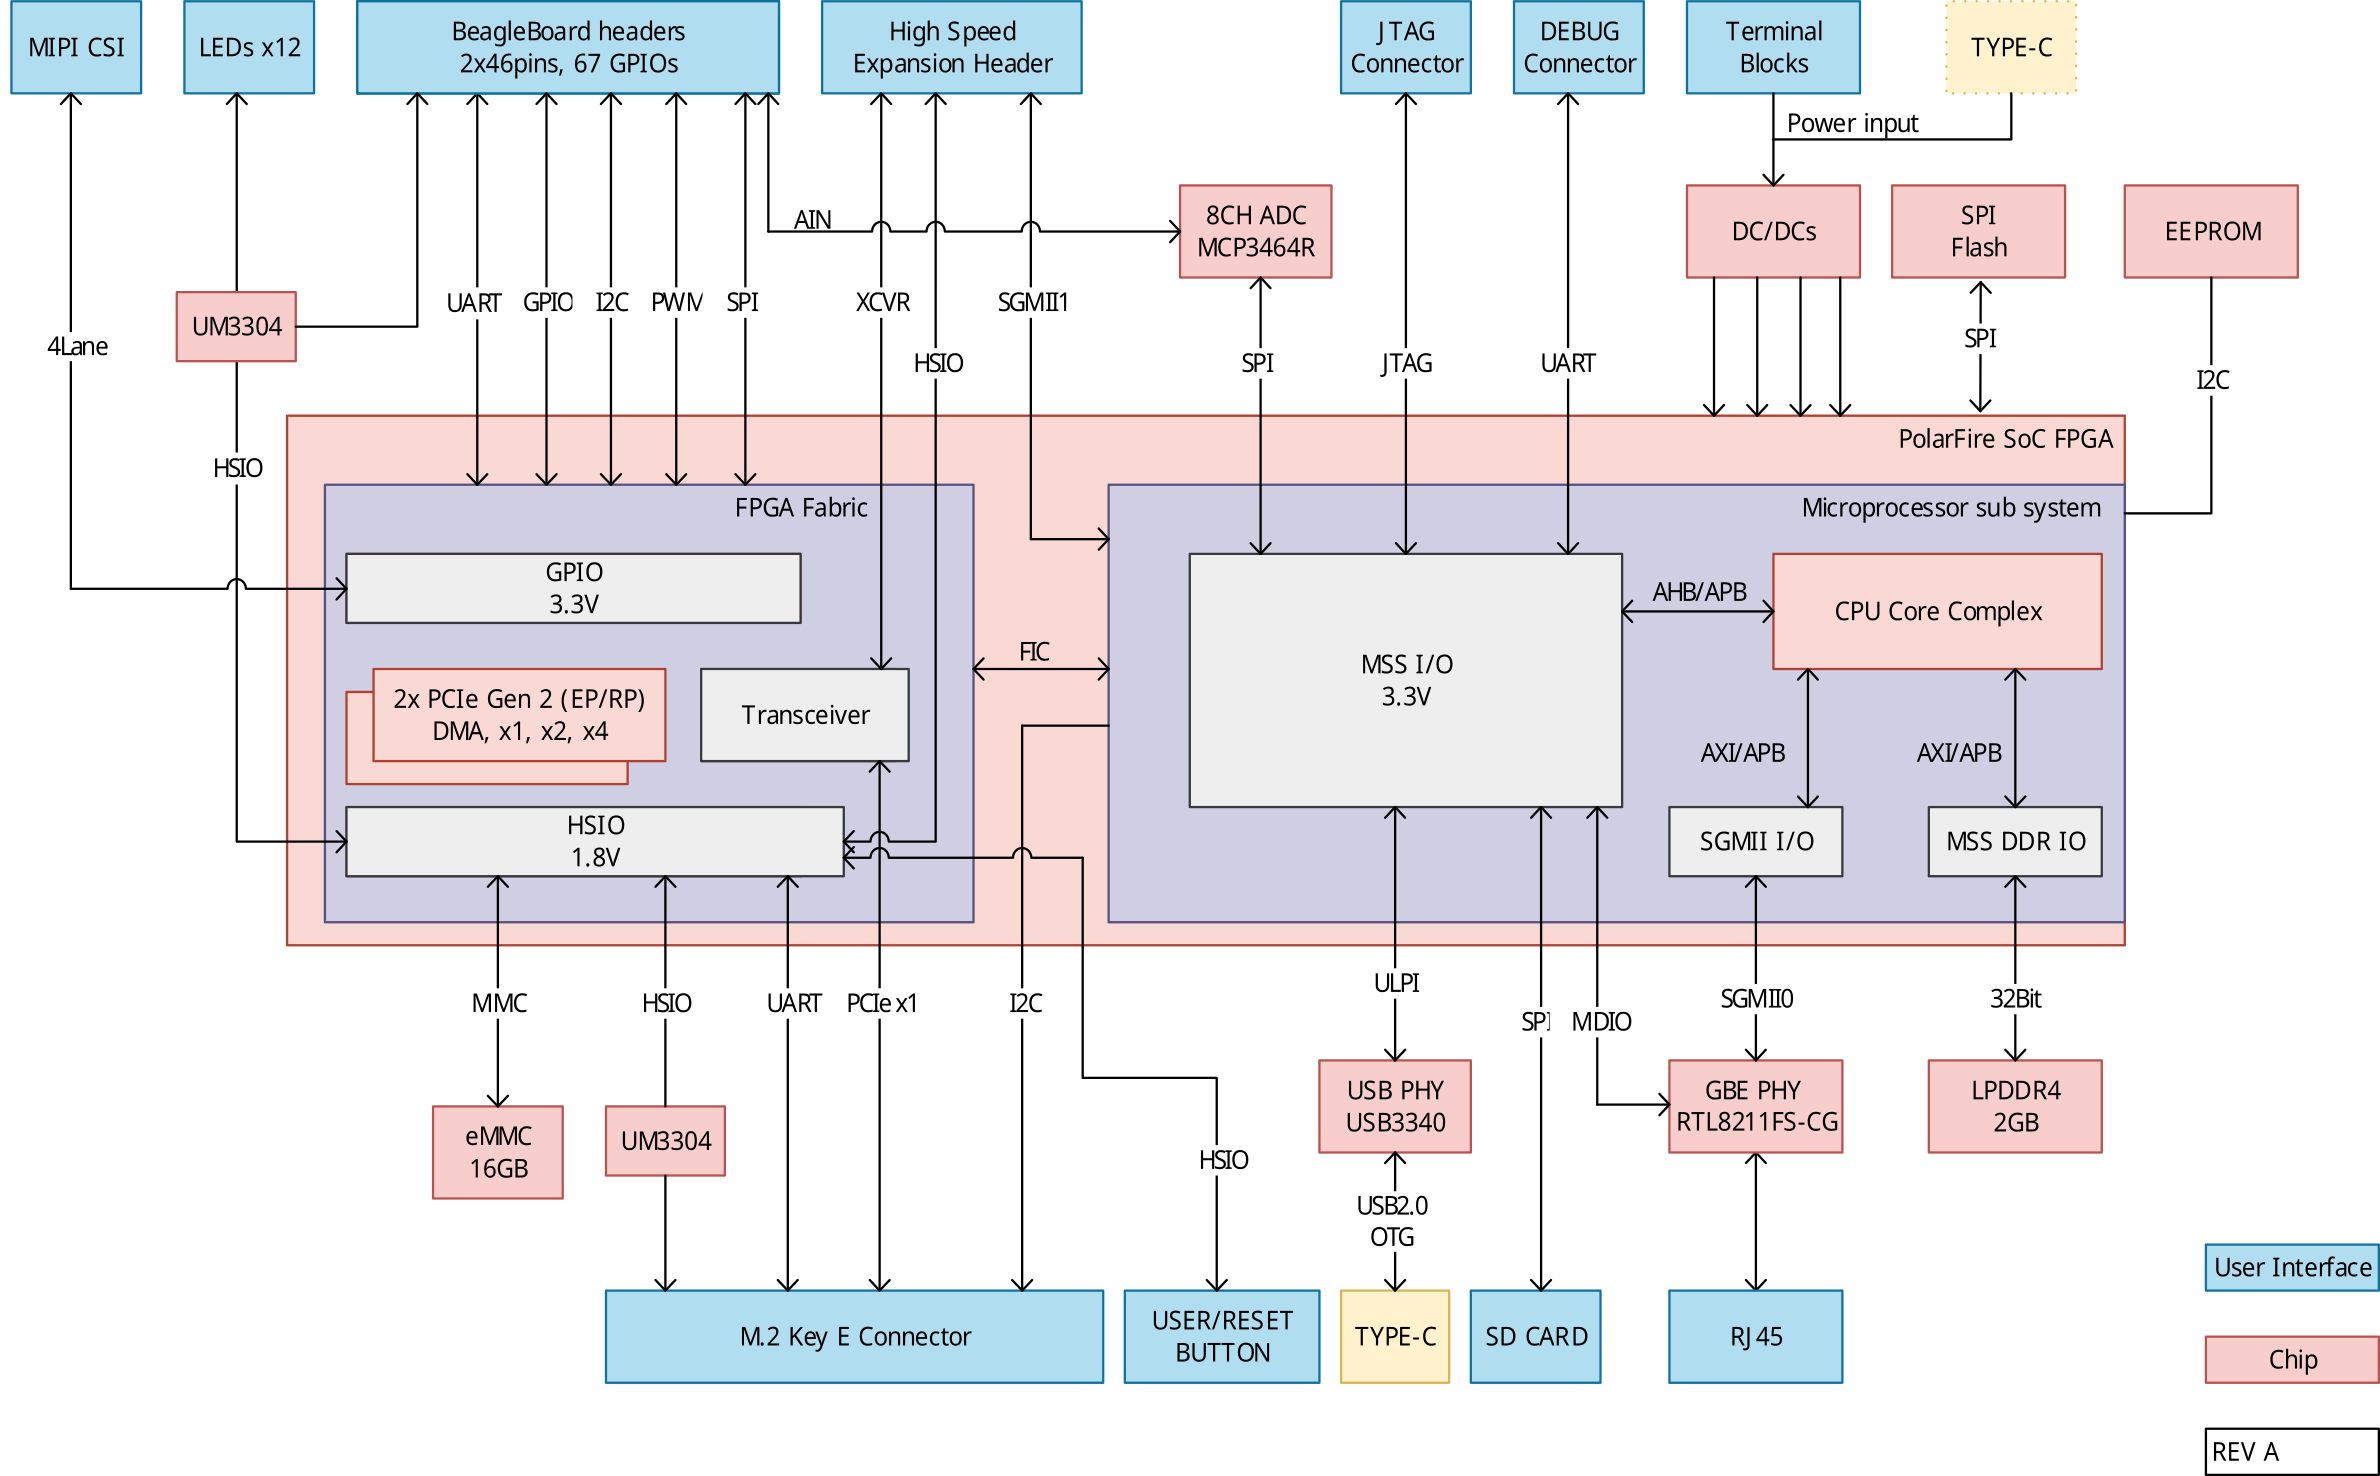 MIPI CSI
LEDs x12
BeagleBoard headers
2x46pins, 67 GPIOs
High Speed
Expansion Header
JTAG
Connector
DEBUG
Connector
Terminal
Blocks
TYPE-C
Power input
AIN
8CH ADC
MCP3464R
DC/DCs
SPI
Flash
EEPROM
UM3304
4Lane
UART
GPIO
I2C
PWM
SPI
XCVR
HSIO
SGMII1
SPI
JTAG
UART
SPI
I2C
HSIO
PolarFire SoC FPGA
FPGA Fabric
Microprocessor sub system
GPIO
3.3V
2x PCIe Gen 2 (EP/RP)
DMA, x1, x2, x4
Transceiver
HSIO
1.8V
FIC
MSS I/O
3.3V
AHB/APB
CPU Core Complex
AXI/APB
AXI/APB
SGMII I/O
MSS DDR IO
MMC
HSIO
UART
PCIe x1
I2C
ULPI
SPI
MDIO
SGMII0
32Bit
eMMC
16GB
UM3304
HSIO
USB PHY
USB3340
GBE PHY
RTL8211FS-CG
LPDDR4
2GB
USB2.0
OTG
M.2 Key E Connector
USER/RESET
BUTTON
TYPE-C
SD CARD
RJ45
User Interface
Chip
REV A